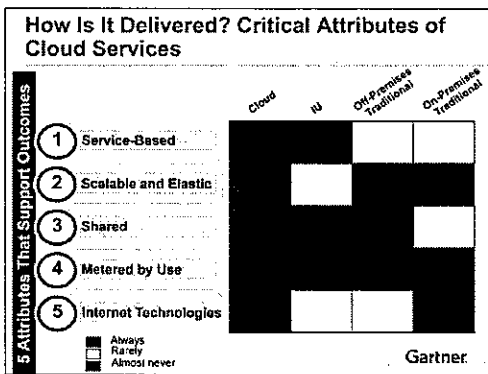 How Is It Delivered? Critical Attributes of
Cloud Services
5 Attributes That Support Outcomes
Cloud
IU
Off-Premises
Traditional
On-Premises
Traditional
1 Service-Based
2 Scalable and Elastic
3 Shared
4 Metered by Use
5 Internet Technologies
Always
Rarely
Almost never
Gartner